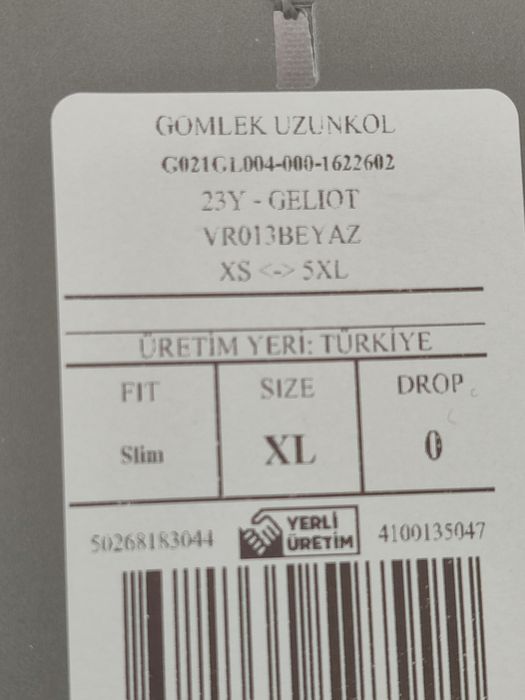 GOMLEK UZUNKOL
G021GL004-000-1622602
23Y - GELIOT
VR013BEYAZ
XS <-> 5XL
ÜRETİM YERİ: TÜRKİYE
FIT SIZE DROP
Slim XL 0
50268183044 YERLİ ÜRETİM 4100135047